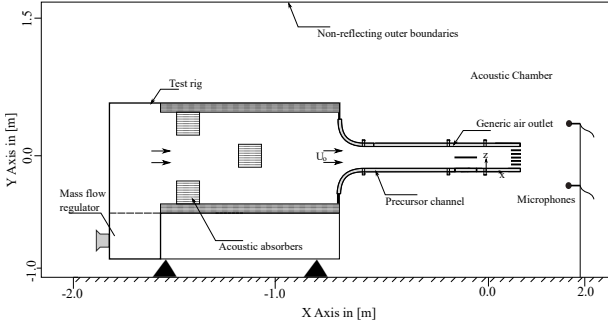 1.5
Non-reflecting outer boundaries
Acoustic Chamber
Test rig
Generic air outlet
Y Axis in [m]
0.0
U₀
z
x
Mass flow
regulator
Precursor channel
Microphones
Acoustic absorbers
-1.0
-2.0
-1.0
0.0
2.0
X Axis in [m]